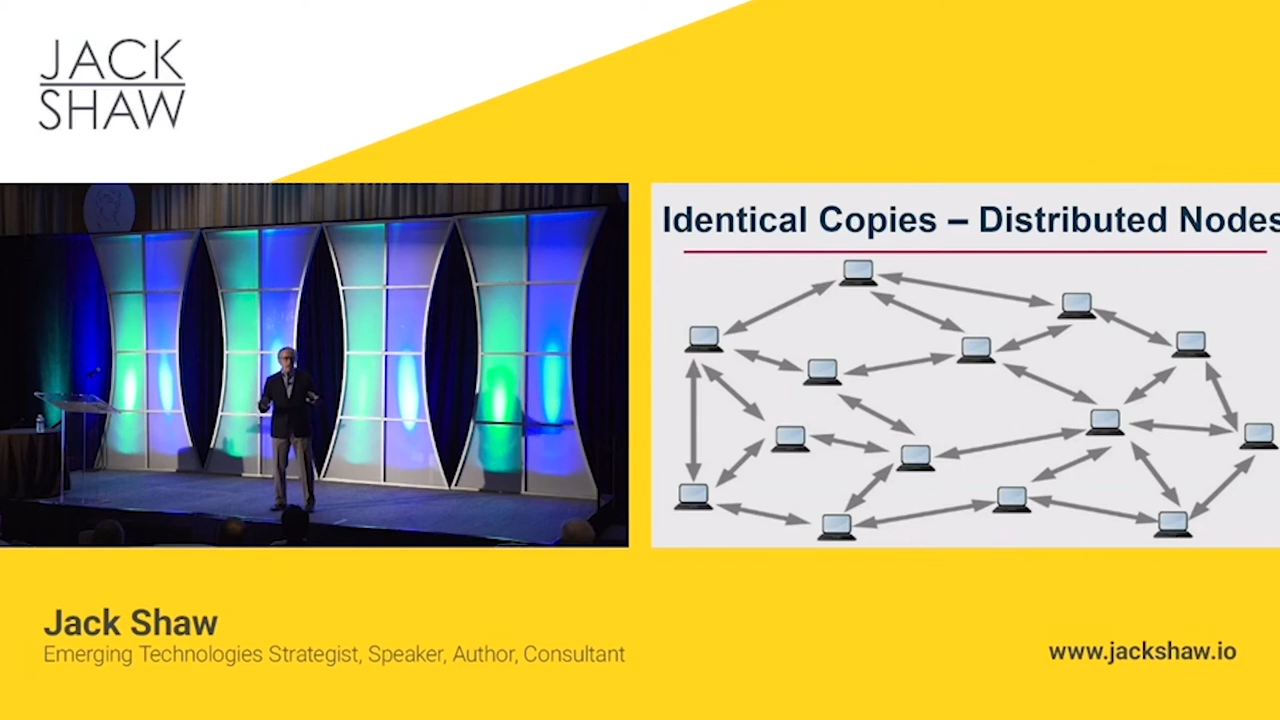 JACK
SHAW
Identical Copies – Distributed Nodes
Jack Shaw
Emerging Technologies Strategist, Speaker, Author, Consultant
www.jackshaw.io